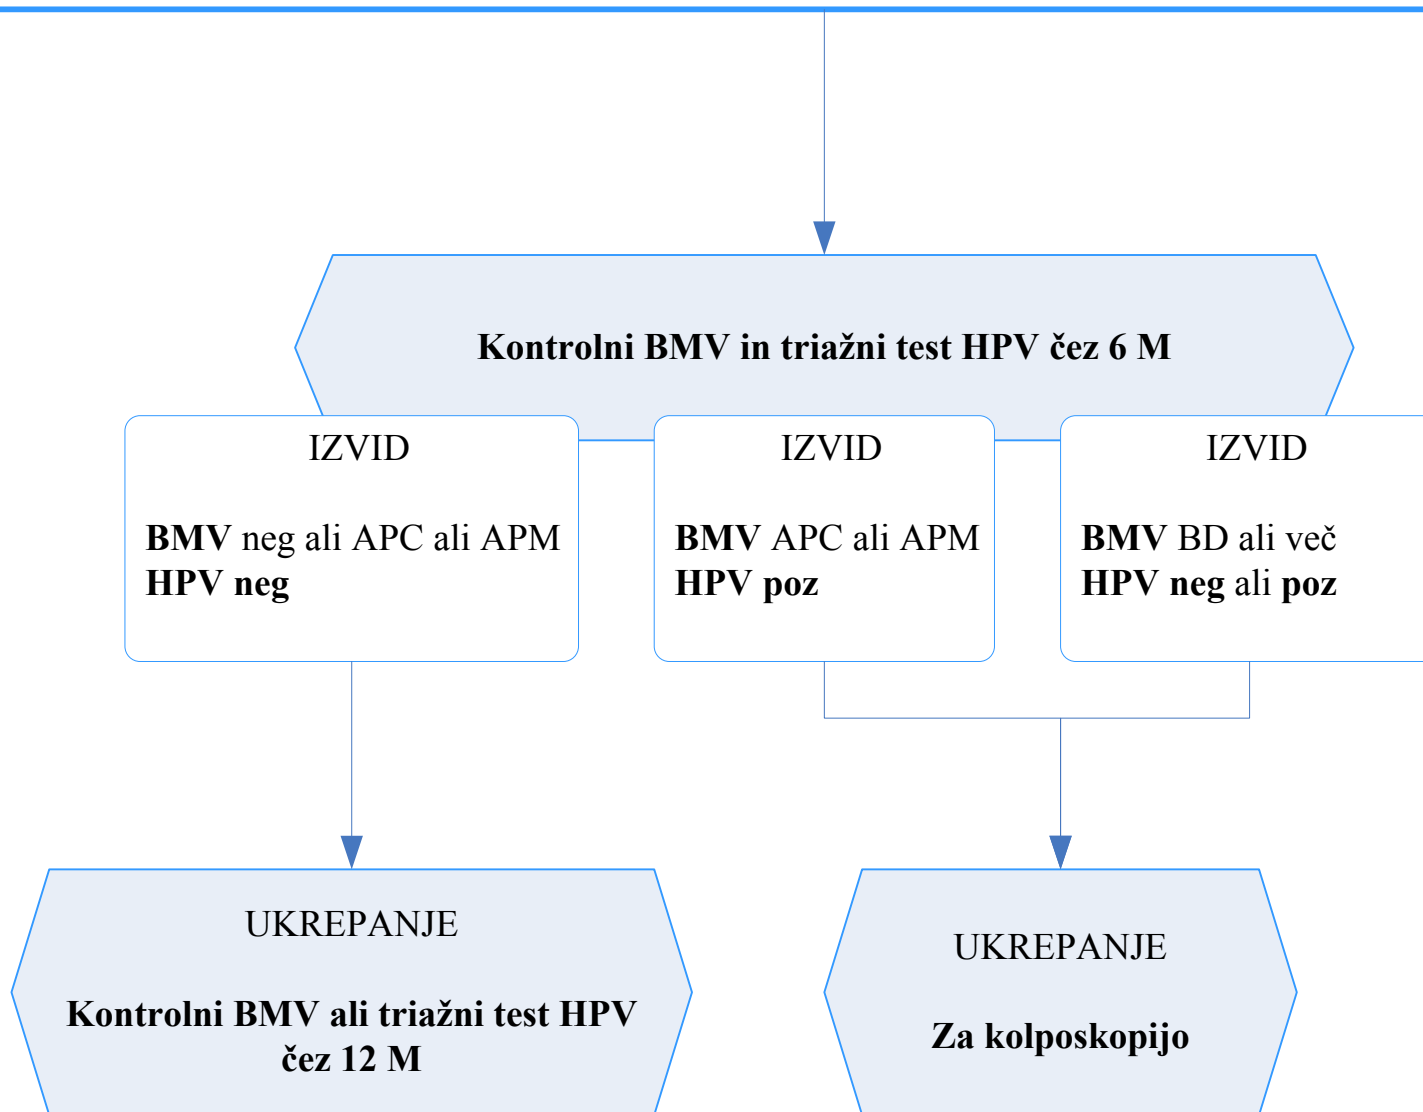 Kontrolni BMV in triažni test HPV čez 6 M
IZVID
BMV neg ali APC ali APM
HPV neg
IZVID
BMV APC ali APM
HPV poz
IZVID
BMV BD ali več
HPV neg ali poz
UKREPANJE
Kontrolni BMV ali triažni test HPV
čez 12 M
UKREPANJE
Za kolposkopijo